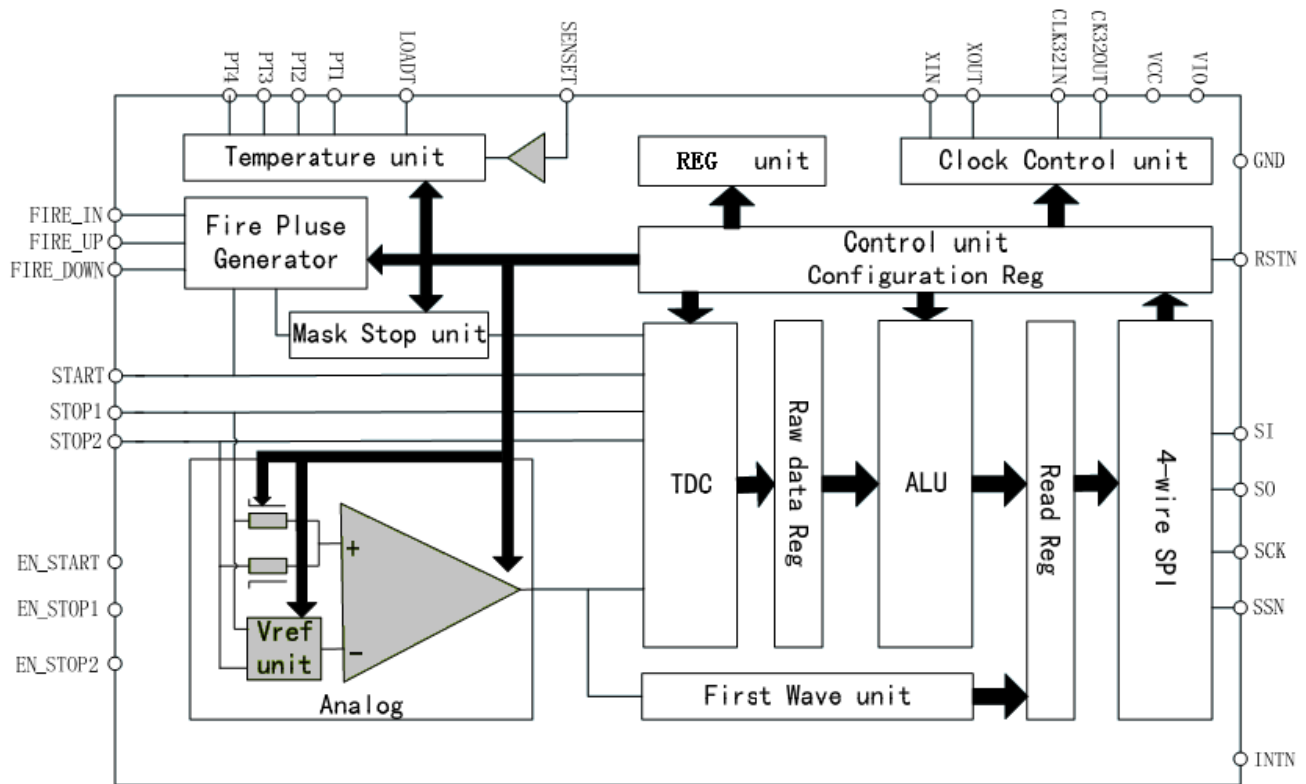 PT4
PT3
PT2
PT1
LOADT
SENSET
XIN
XOUT
CLK32IN
CK32OUT
VCC
VIO
Temperature unit
REG unit
Clock Control unit
GND
FIRE_IN
FIRE_UP
FIRE_DOWN
Fire Pluse
Generator
Control unit
Configuration Reg
RSTN
Mask Stop unit
START
STOP1
STOP2
TDC
Raw data Reg
ALU
Read Reg
4-wire SPI
SI
SO
SCK
SSN
EN_START
EN_STOP1
EN_STOP2
+
Vref
unit
-
Analog
First Wave unit
INTN